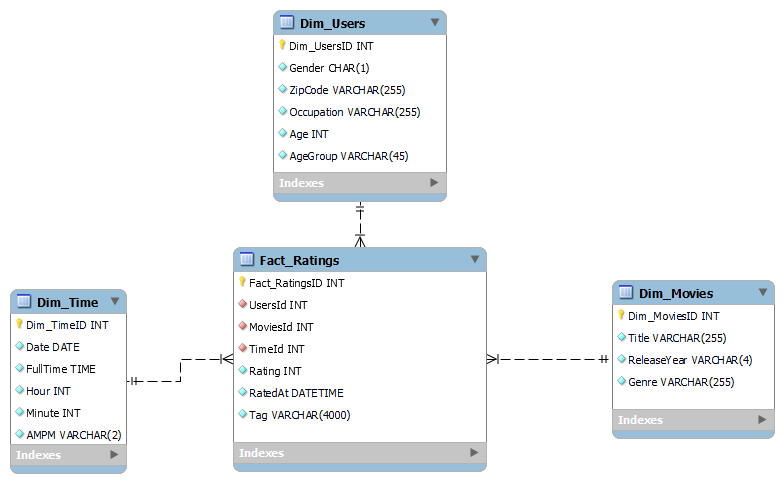 Dim_Users
Dim_UsersID INT
Gender CHAR(1)
ZipCode VARCHAR(255)
Occupation VARCHAR(255)
Age INT
AgeGroup VARCHAR(45)
Indexes
Fact_Ratings
Fact_RatingsID INT
UsersId INT
MoviesId INT
TimeId INT
Rating INT
RatedAt DATETIME
Tag VARCHAR(4000)
Indexes
Dim_Time
Dim_TimeID INT
Date DATE
FullTime TIME
Hour INT
Minute INT
AMPM VARCHAR(2)
Indexes
Dim_Movies
Dim_MoviesID INT
Title VARCHAR(255)
ReleaseYear VARCHAR(4)
Genre VARCHAR(255)
Indexes